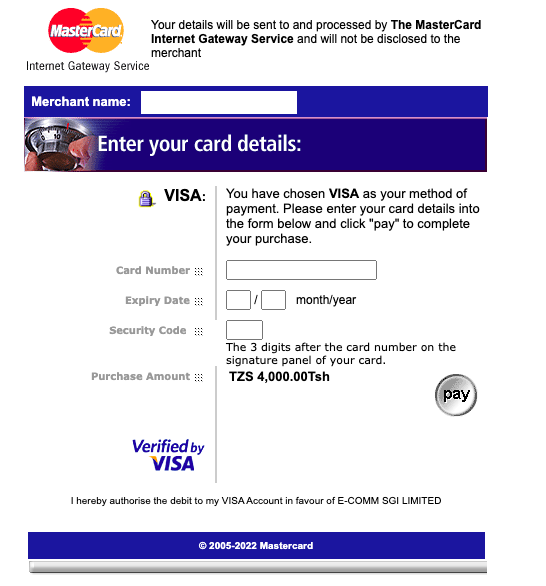 MasterCard
Internet Gateway Service
Your details will be sent to and processed by The MasterCard
Internet Gateway Service and will not be disclosed to the
merchant
Merchant name:
Enter your card details:
VISA:
You have chosen VISA as your method of
payment. Please enter your card details into
the form below and click "pay" to complete
your purchase.
Card Number
Expiry Date
/ month/year
Security Code
The 3 digits after the card number on the
signature panel of your card.
Purchase Amount
TZS 4,000.00Tsh
pay
Verified by
VISA
I hereby authorise the debit to my VISA Account in favour of E-COMM SGI LIMITED
© 2005-2022 Mastercard